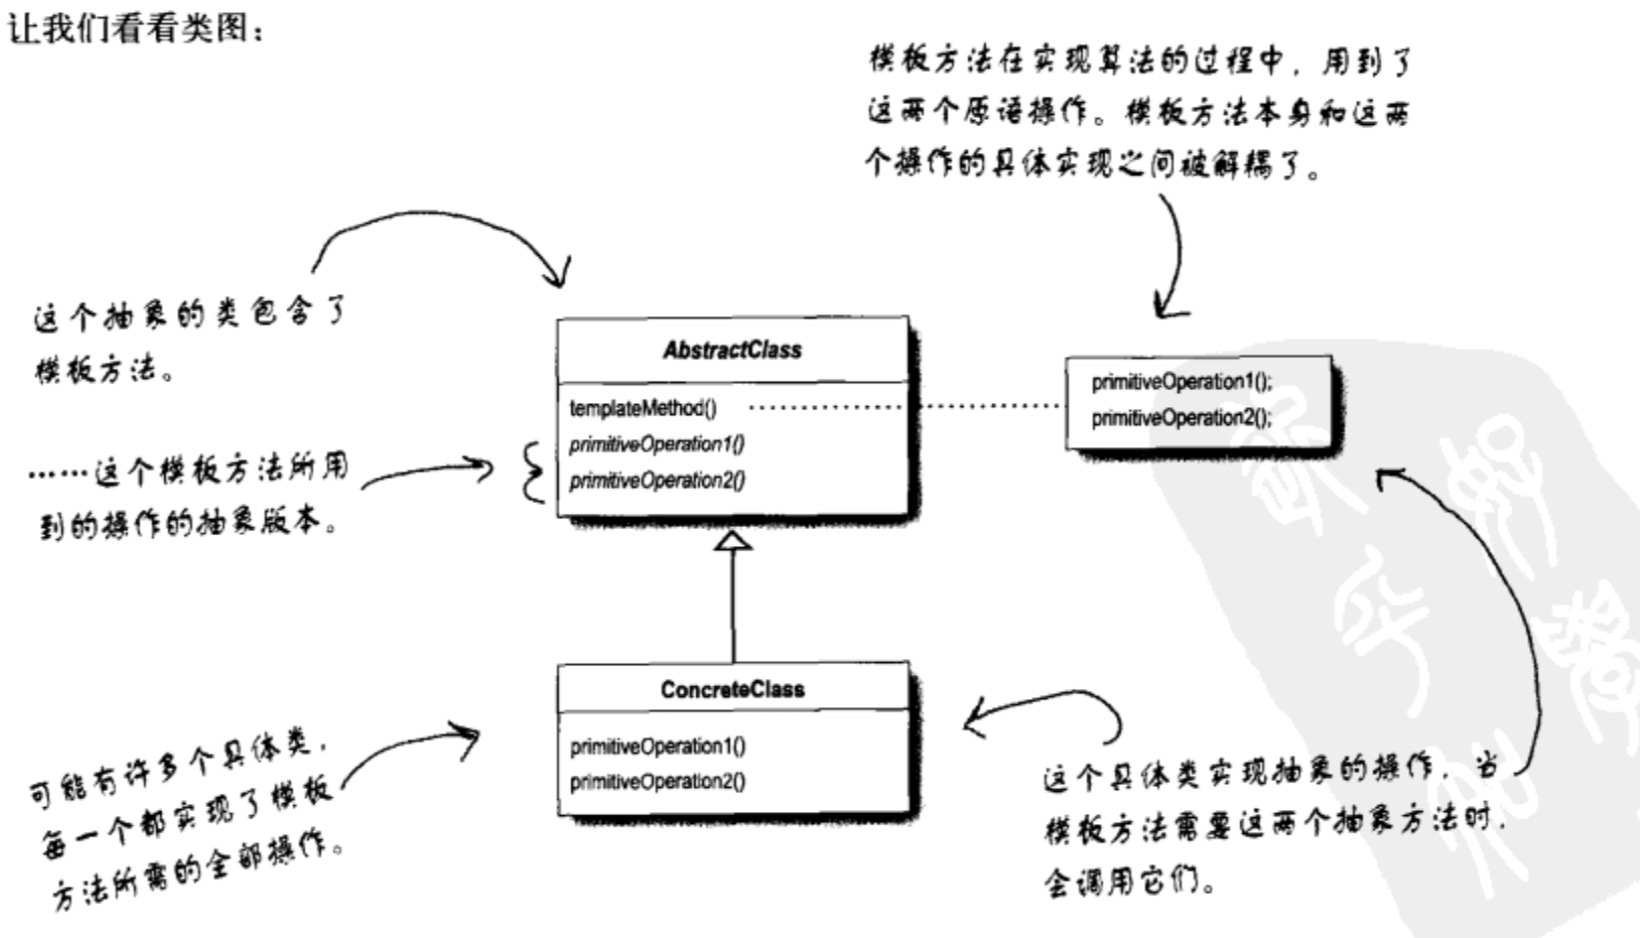 让我们看看类图：
模板方法在实现算法的过程中，用到了
这两个原语操作。模板方法本身和这两
个操作的具体实现之间被解耦了。
这个抽象的类包含了
模板方法。
AbstractClass
templateMethod()
primitiveOperation1()
primitiveOperation2()
primitiveOperation1();
primitiveOperation2();
……这个模板方法所用
到的操作的抽象版本。
ConcreteClass
primitiveOperation1()
primitiveOperation2()
可能有许多个具体类，
每一个都实现了模板
方法所需的全部操作。
这个具体类实现抽象的操作，当
模板方法需要这两个抽象方法时，
会调用它们。